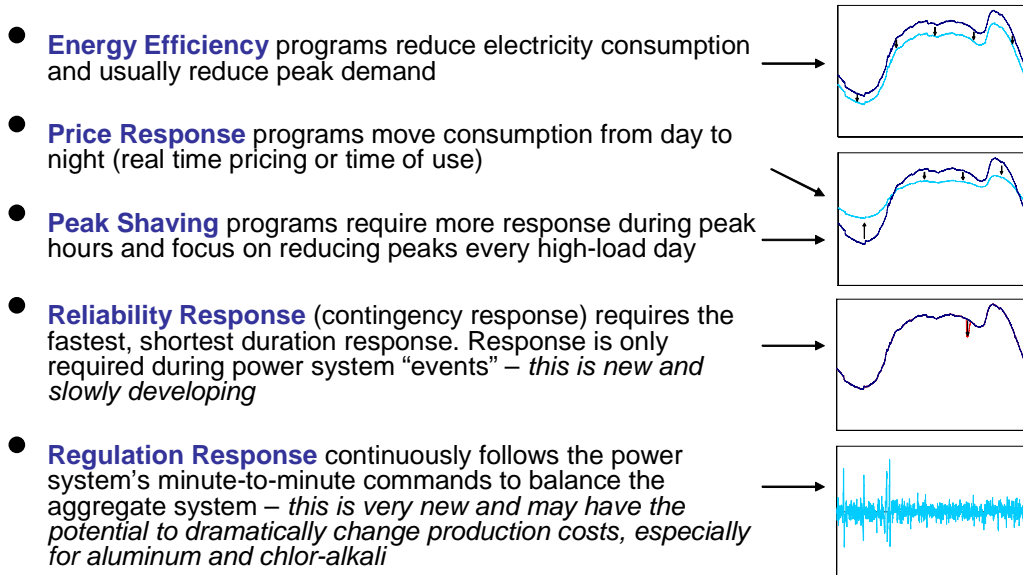 ● Energy Efficiency programs reduce electricity consumption
and usually reduce peak demand
● Price Response programs move consumption from day to
night (real time pricing or time of use)
● Peak Shaving programs require more response during peak
hours and focus on reducing peaks every high-load day
● Reliability Response (contingency response) requires the
fastest, shortest duration response. Response is only
required during power system “events” – this is new and
slowly developing
● Regulation Response continuously follows the power
system’s minute-to-minute commands to balance the
aggregate system – this is very new and may have the
potential to dramatically change production costs, especially
for aluminum and chlor-alkali